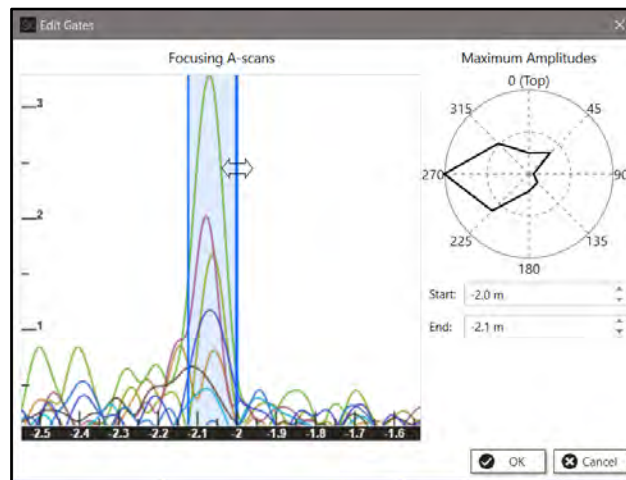 Edit Gates
Focusing A-scans
3
2
1
-2.5 -2.4 -2.3 -2.2 -2.1 -2 -1.9 -1.8 -1.7 -1.6
Maximum Amplitudes
0 (Top)
315 45
270 90
225 135
180
Start: -2.0 m
End: -2.1 m
OK Cancel